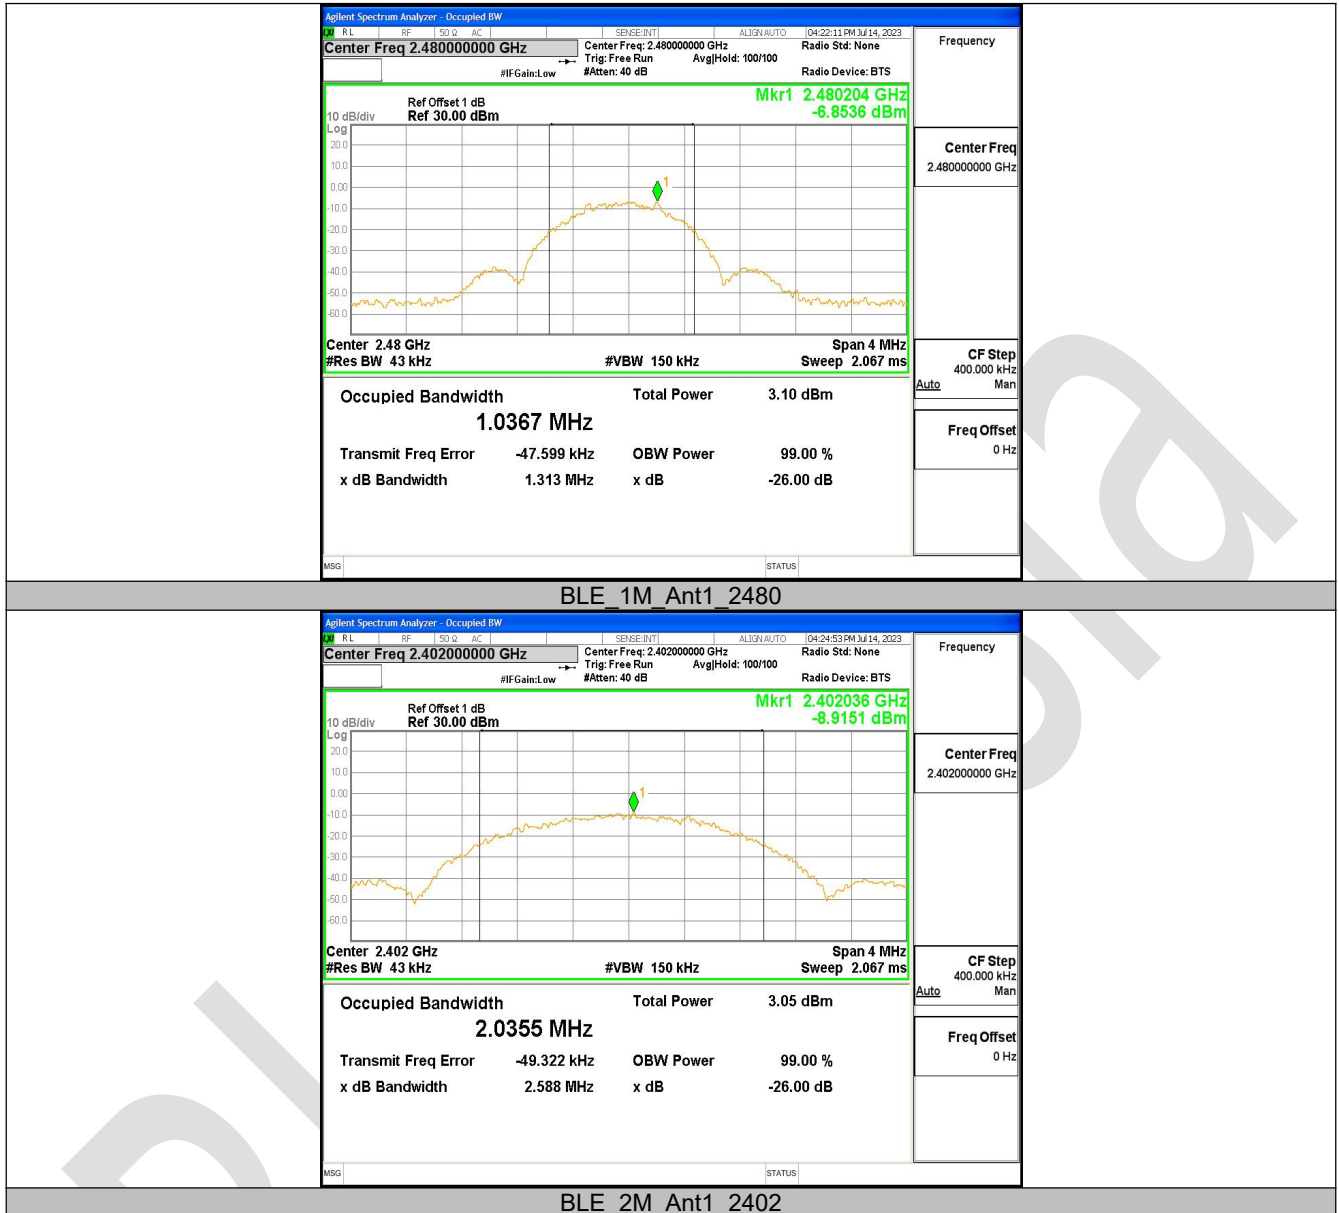 Agilent Spectrum Analyzer - Occupied BW
LXI RL RF 50 Ω AC SENSE:INT ALIGN AUTO 04:22:11 PM Jul 14, 2023
Center Freq 2.480000000 GHz Center Freq: 2.480000000 GHz Radio Std: None Frequency
Trig: Free Run Avg|Hold: 100/100
#IFGain:Low #Atten: 40 dB Radio Device: BTS
Mkr1 2.480204 GHz
-6.8536 dBm
Ref Offset 1 dB
10 dB/div Ref 30.00 dBm
Log
20.0
10.0
0.00
-10.0
-20.0
-30.0
-40.0
-50.0
-60.0
1
Center Freq
2.480000000 GHz
Center 2.48 GHz Span 4 MHz
#Res BW 43 kHz #VBW 150 kHz Sweep 2.067 ms
CF Step
400.000 kHz
Auto Man
Occupied Bandwidth Total Power 3.10 dBm
1.0367 MHz
Freq Offset
0 Hz
Transmit Freq Error -47.599 kHz OBW Power 99.00 %
x dB Bandwidth 1.313 MHz x dB -26.00 dB
MSG STATUS
BLE_1M_Ant1_2480
Agilent Spectrum Analyzer - Occupied BW
LXI RL RF 50 Ω AC SENSE:INT ALIGN AUTO 04:24:53 PM Jul 14, 2023
Center Freq 2.402000000 GHz Center Freq: 2.402000000 GHz Radio Std: None Frequency
Trig: Free Run Avg|Hold: 100/100
#IFGain:Low #Atten: 40 dB Radio Device: BTS
Mkr1 2.402036 GHz
-8.9151 dBm
Ref Offset 1 dB
10 dB/div Ref 30.00 dBm
Log
20.0
10.0
0.00
-10.0
-20.0
-30.0
-40.0
-50.0
-60.0
1
Center Freq
2.402000000 GHz
Center 2.402 GHz Span 4 MHz
#Res BW 43 kHz #VBW 150 kHz Sweep 2.067 ms
CF Step
400.000 kHz
Auto Man
Occupied Bandwidth Total Power 3.05 dBm
2.0355 MHz
Freq Offset
0 Hz
Transmit Freq Error -49.322 kHz OBW Power 99.00 %
x dB Bandwidth 2.588 MHz x dB -26.00 dB
MSG STATUS
BLE_2M_Ant1_2402